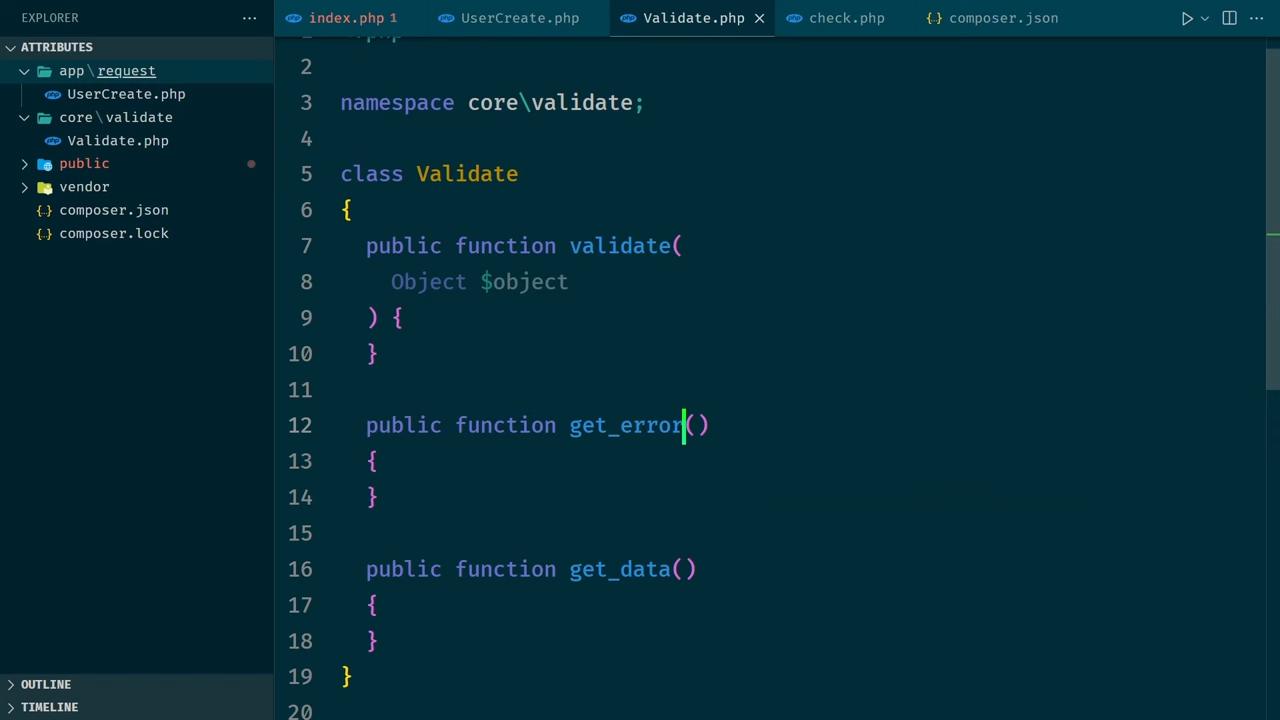 EXPLORER
ATTRIBUTES
app\request
UserCreate.php
core\validate
Validate.php
public
vendor
{..} composer.json
{..} composer.lock
OUTLINE
TIMELINE
index.php 1
UserCreate.php
Validate.php
check.php
{..} composer.json
2
3 namespace core\validate;
4
5 class Validate
6 {
7 public function validate(
8 Object $object
9 ) {
10 }
11
12 public function get_error()
13 {
14 }
15
16 public function get_data()
17 {
18 }
19 }
20